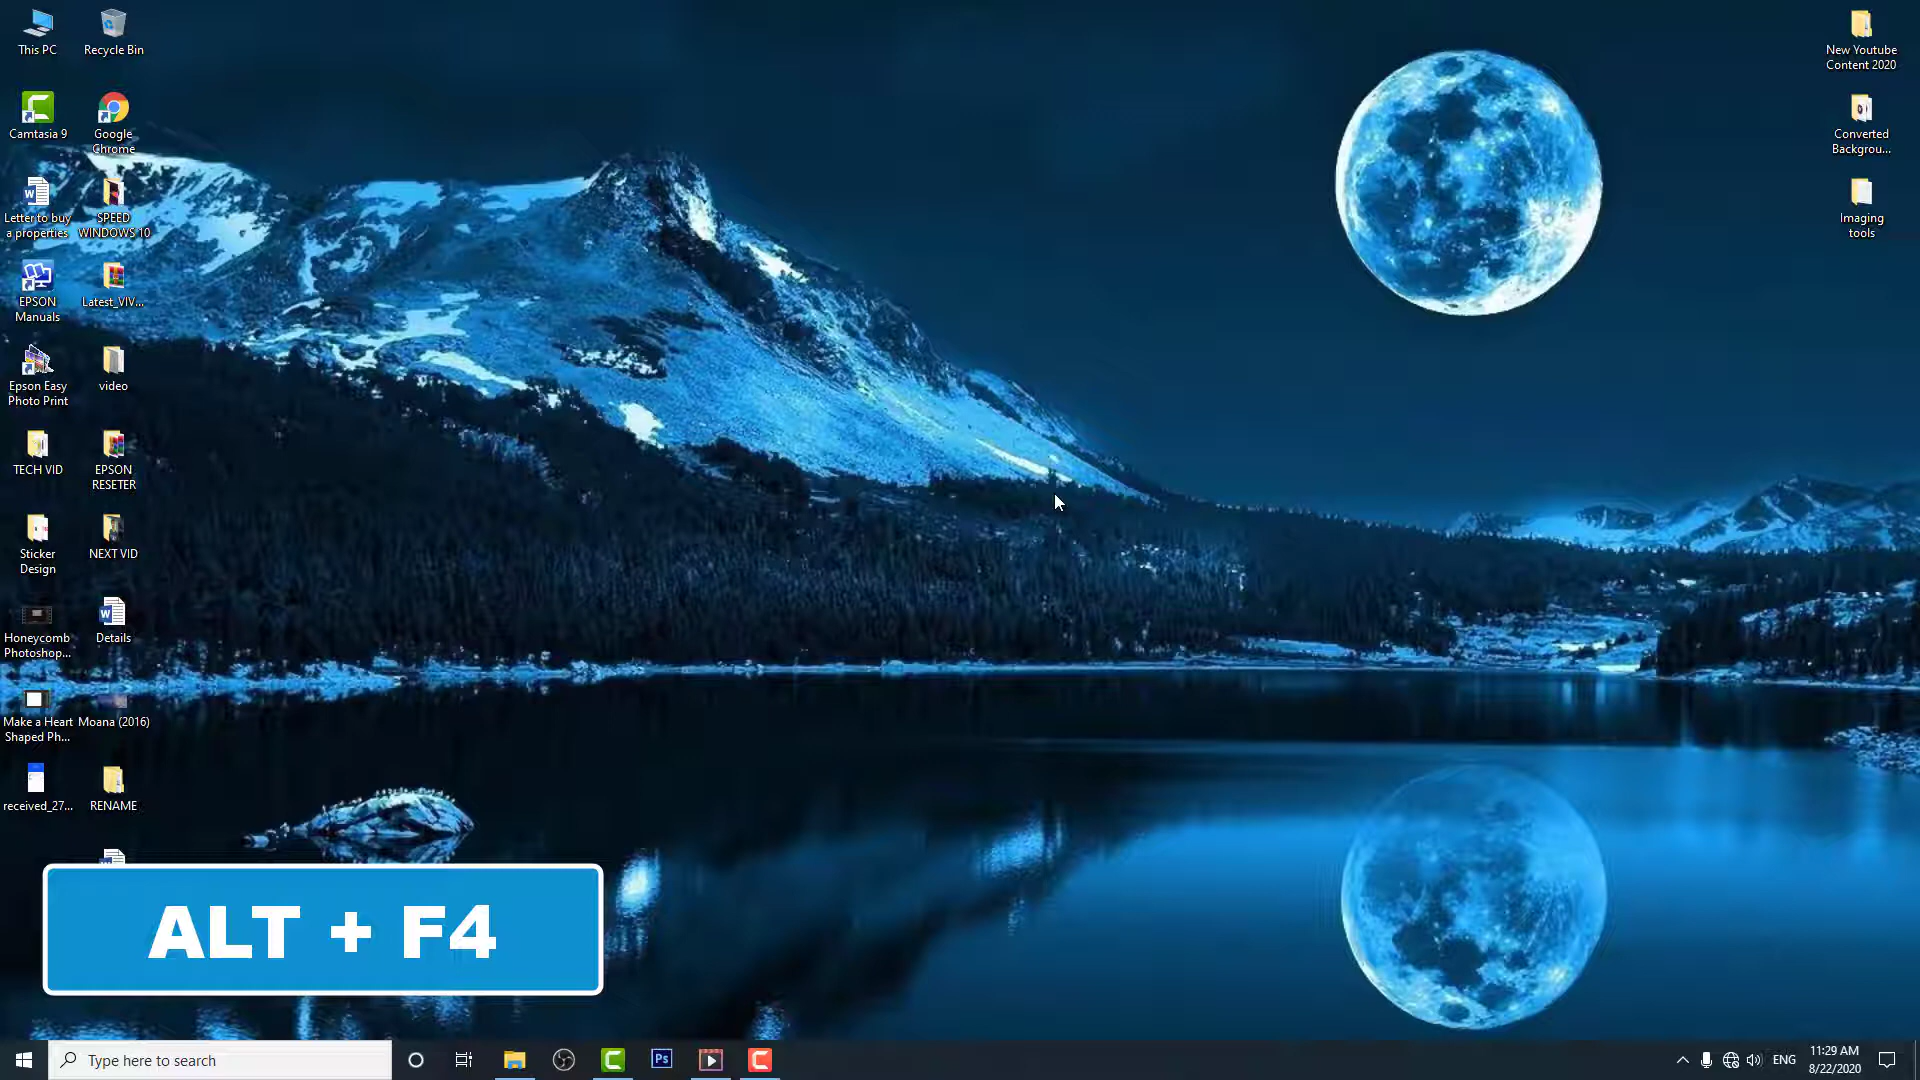 This PC
Recycle Bin
Camtasia 9
Google
Chrome
Letter to buy
a properties
SPEED
WINDOWS 10
EPSON
Manuals
Latest_VIV...
Epson Easy
Photo Print
video
TECH VID
EPSON
RESETER
Sticker
Design
NEXT VID
Honeycomb
Photoshop...
Details
Make a Heart
Shaped Ph...
Moana (2016)
received_27...
RENAME
New Youtube
Content 2020
Converted
Backgrou...
Imaging
tools
ALT + F4
Type here to search
Ps
ENG
11:29 AM
8/22/2020